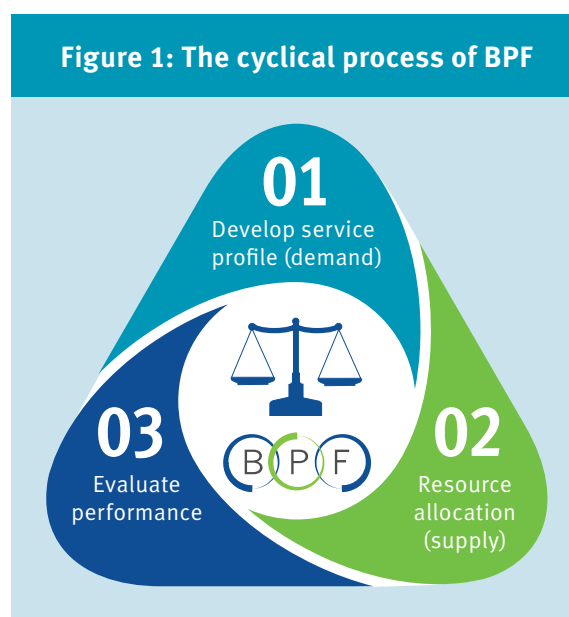 Figure 1: The cyclical process of BPF
01
Develop service
profile (demand)
02
Resource
allocation
(supply)
03
Evaluate
performance
B P F